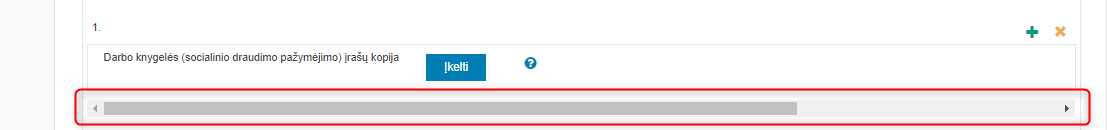 1.
Darbo knygelės (socialinio draudimo pažymėjimo) įrašų kopija
Įkelti